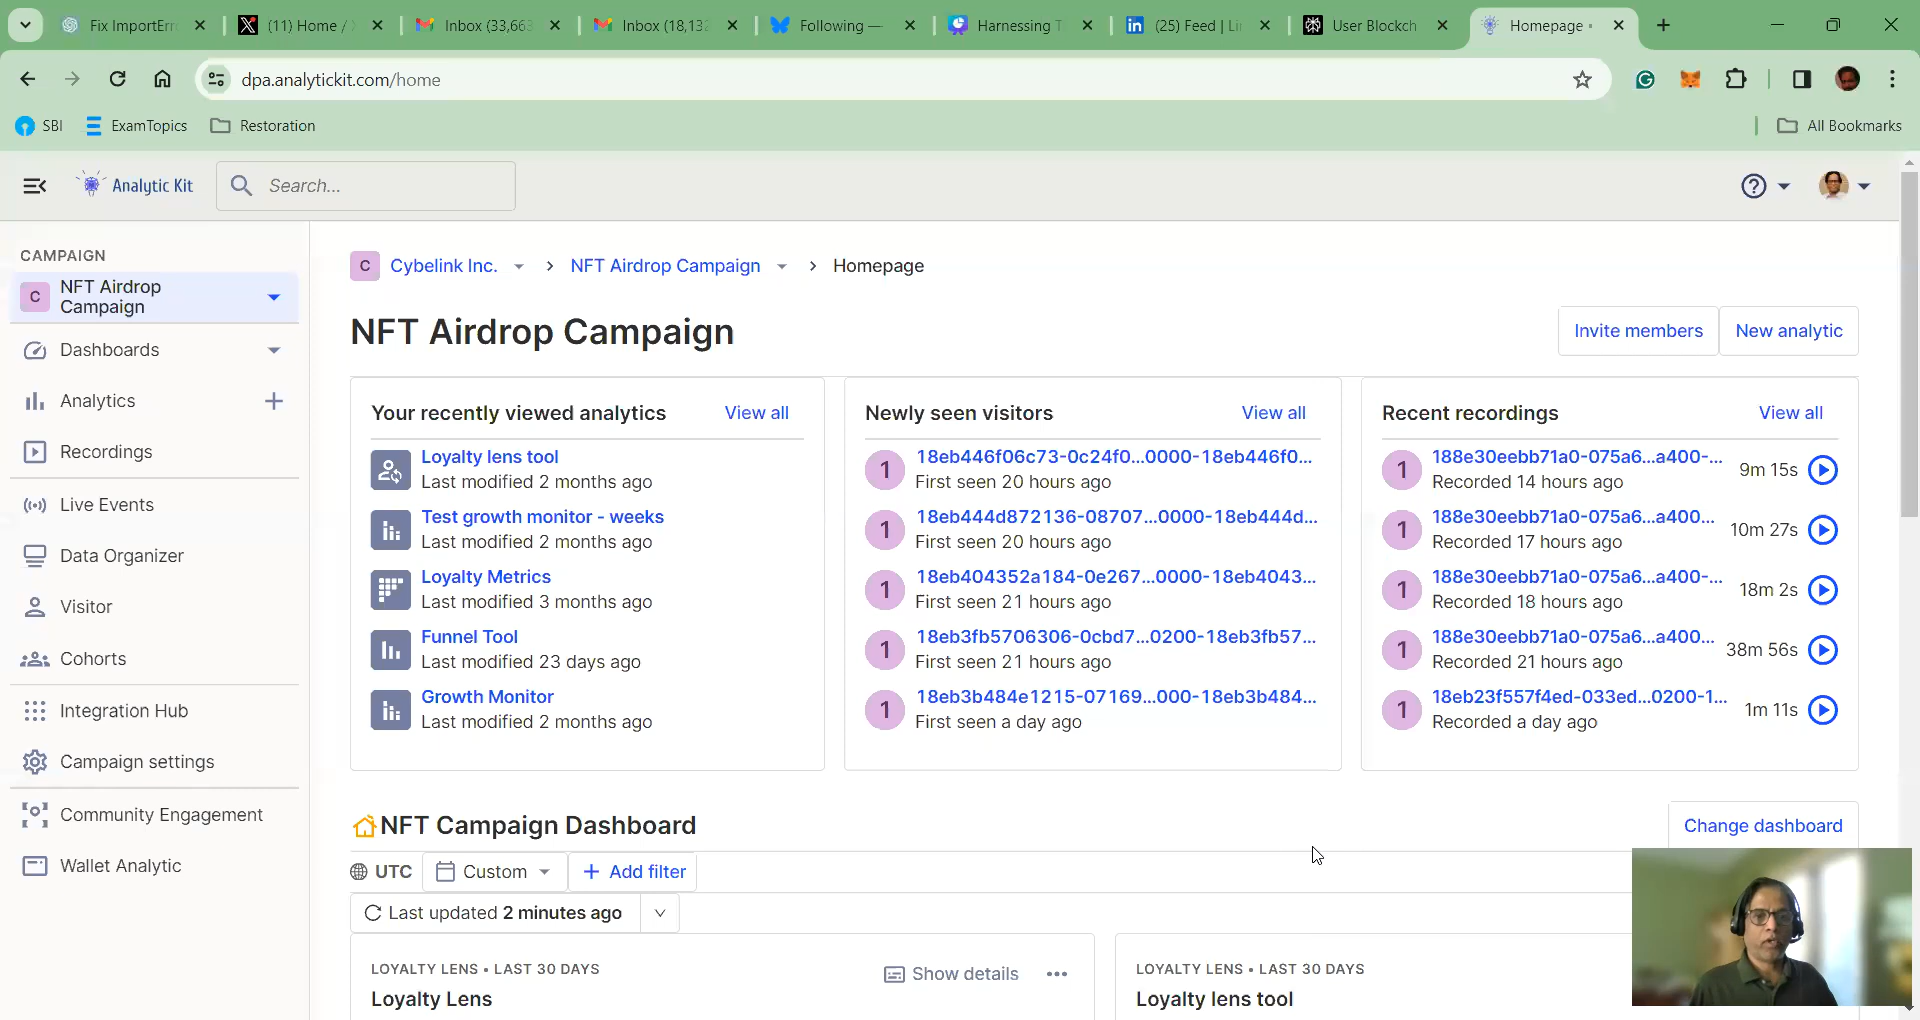 Fix ImportErr
(11) Home /
Inbox (33,663
Inbox (18,132
Following —
Harnessing T
(25) Feed | Li
User Blockch
Homepage •
dpa.analytickit.com/home
SBI
ExamTopics
Restoration
All Bookmarks
Analytic Kit
Search...
CAMPAIGN
C
NFT Airdrop
Campaign
Dashboards
Analytics
Recordings
Live Events
Data Organizer
Visitor
Cohorts
Integration Hub
Campaign settings
Community Engagement
Wallet Analytic
C Cybelink Inc. > NFT Airdrop Campaign > Homepage
NFT Airdrop Campaign
Invite members
New analytic
Your recently viewed analytics View all
Loyalty lens tool
Last modified 2 months ago
Test growth monitor - weeks
Last modified 2 months ago
Loyalty Metrics
Last modified 3 months ago
Funnel Tool
Last modified 23 days ago
Growth Monitor
Last modified 2 months ago
Newly seen visitors View all
1 18eb446f06c73-0c24f0...0000-18eb446f0...
First seen 20 hours ago
1 18eb444d872136-08707...0000-18eb444d...
First seen 20 hours ago
1 18eb404352a184-0e267...0000-18eb4043...
First seen 21 hours ago
1 18eb3fb5706306-0cbd7...0200-18eb3fb57...
First seen 21 hours ago
1 18eb3b484e1215-07169...000-18eb3b484...
First seen a day ago
Recent recordings View all
1 188e30eebb71a0-075a6...a400-... 9m 15s
Recorded 14 hours ago
1 188e30eebb71a0-075a6...a400... 10m 27s
Recorded 17 hours ago
1 188e30eebb71a0-075a6...a400-... 18m 2s
Recorded 18 hours ago
1 188e30eebb71a0-075a6...a400... 38m 56s
Recorded 21 hours ago
1 18eb23f557f4ed-033ed...0200-1... 1m 11s
Recorded a day ago
NFT Campaign Dashboard
Change dashboard
UTC
Custom
+ Add filter
Last updated 2 minutes ago
LOYALTY LENS • LAST 30 DAYS
Show details
Loyalty Lens
LOYALTY LENS • LAST 30 DAYS
Loyalty lens tool